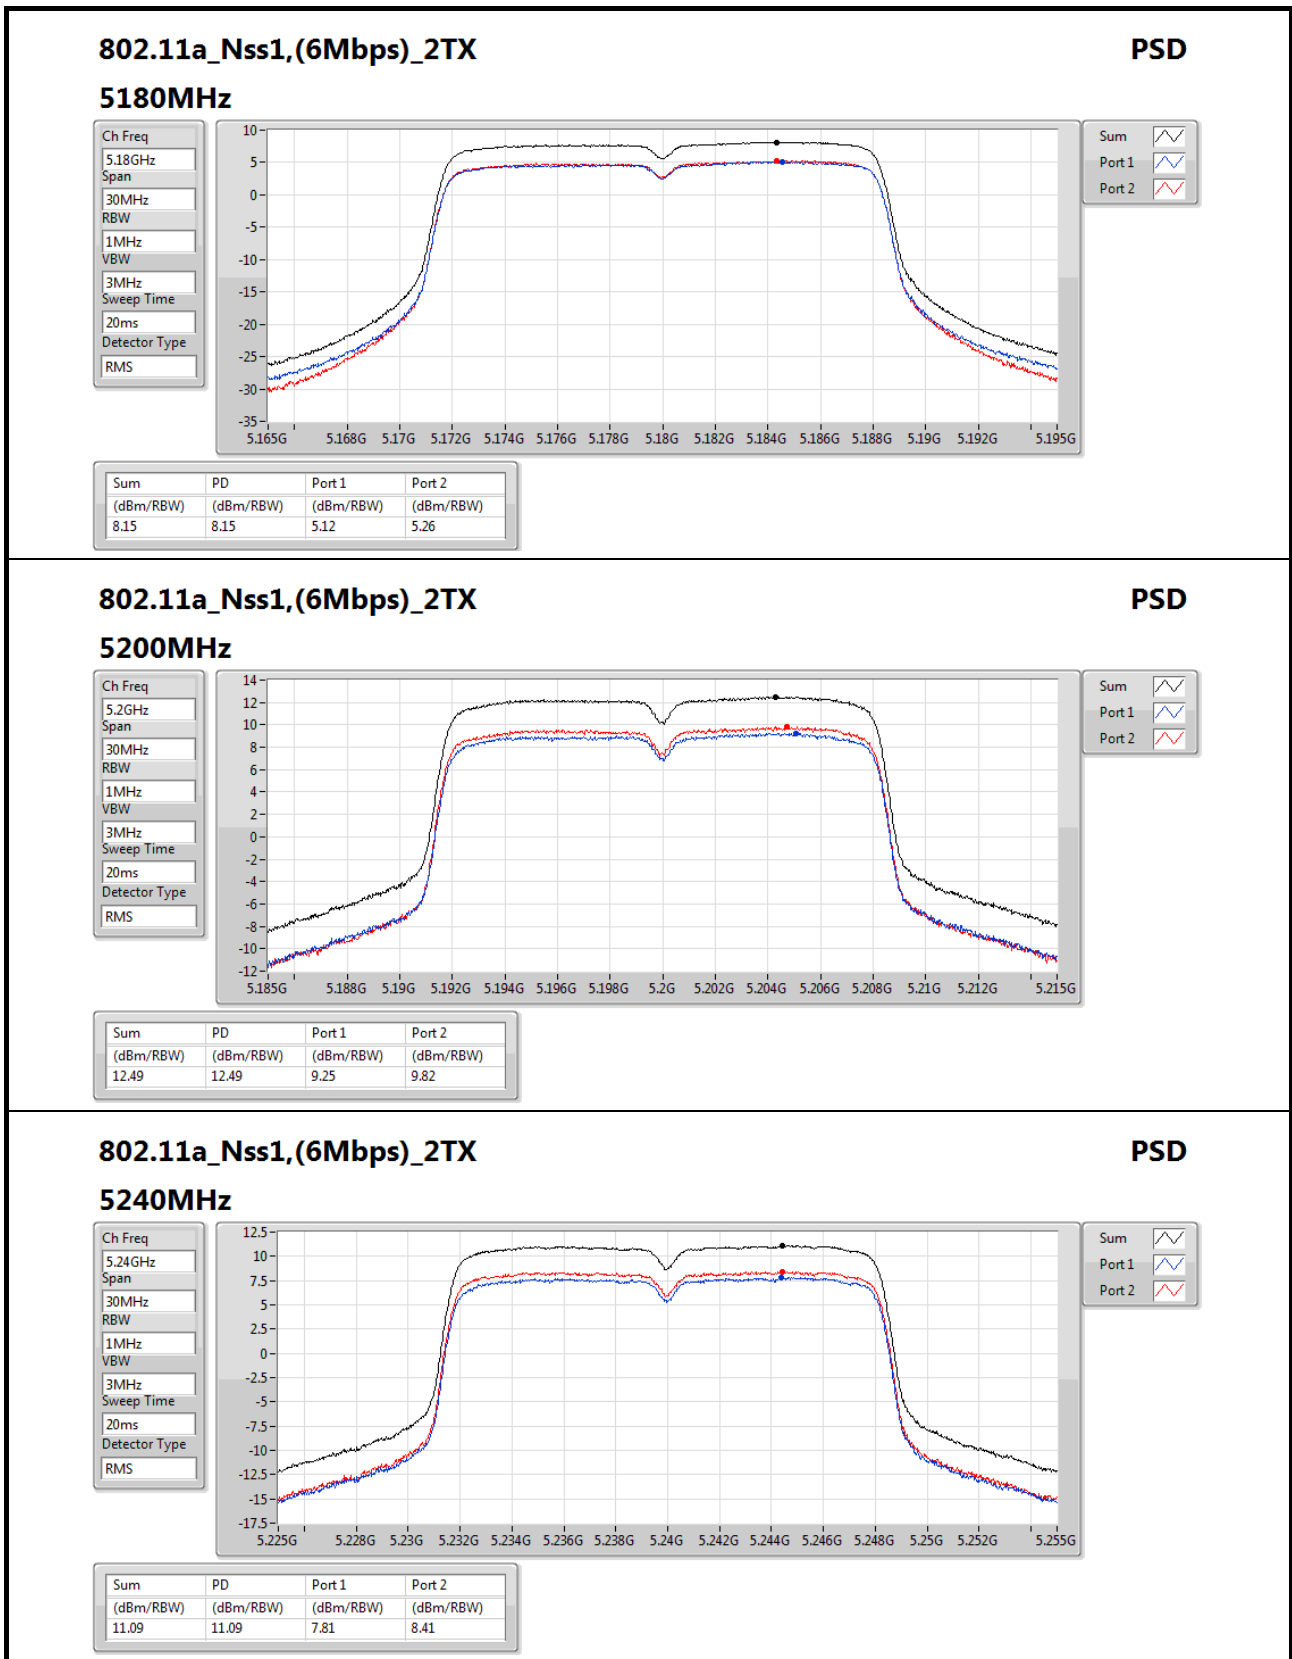 802.11a_Nss1,(6Mbps)_2TX PSD
5180MHz
Ch Freq
5.18GHz
Span
30MHz
RBW
1MHz
VBW
3MHz
Sweep Time
20ms
Detector Type
RMS
10
5
0
-5
-10
-15
-20
-25
-30
-35
5.165G 5.168G 5.17G 5.172G 5.174G 5.176G 5.178G 5.18G 5.182G 5.184G 5.186G 5.188G 5.19G 5.192G 5.195G
Sum
Port 1
Port 2
Sum PD Port 1 Port 2
(dBm/RBW) (dBm/RBW) (dBm/RBW) (dBm/RBW)
8.15 8.15 5.12 5.26
802.11a_Nss1,(6Mbps)_2TX PSD
5200MHz
Ch Freq
5.2GHz
Span
30MHz
RBW
1MHz
VBW
3MHz
Sweep Time
20ms
Detector Type
RMS
14
12
10
8
6
4
2
0
-2
-4
-6
-8
-10
-12
5.185G 5.188G 5.19G 5.192G 5.194G 5.196G 5.198G 5.2G 5.202G 5.204G 5.206G 5.208G 5.21G 5.212G 5.215G
Sum
Port 1
Port 2
Sum PD Port 1 Port 2
(dBm/RBW) (dBm/RBW) (dBm/RBW) (dBm/RBW)
12.49 12.49 9.25 9.82
802.11a_Nss1,(6Mbps)_2TX PSD
5240MHz
Ch Freq
5.24GHz
Span
30MHz
RBW
1MHz
VBW
3MHz
Sweep Time
20ms
Detector Type
RMS
12.5
10
7.5
5
2.5
0
-2.5
-5
-7.5
-10
-12.5
-15
-17.5
5.225G 5.228G 5.23G 5.232G 5.234G 5.236G 5.238G 5.24G 5.242G 5.244G 5.246G 5.248G 5.25G 5.252G 5.255G
Sum
Port 1
Port 2
Sum PD Port 1 Port 2
(dBm/RBW) (dBm/RBW) (dBm/RBW) (dBm/RBW)
11.09 11.09 7.81 8.41